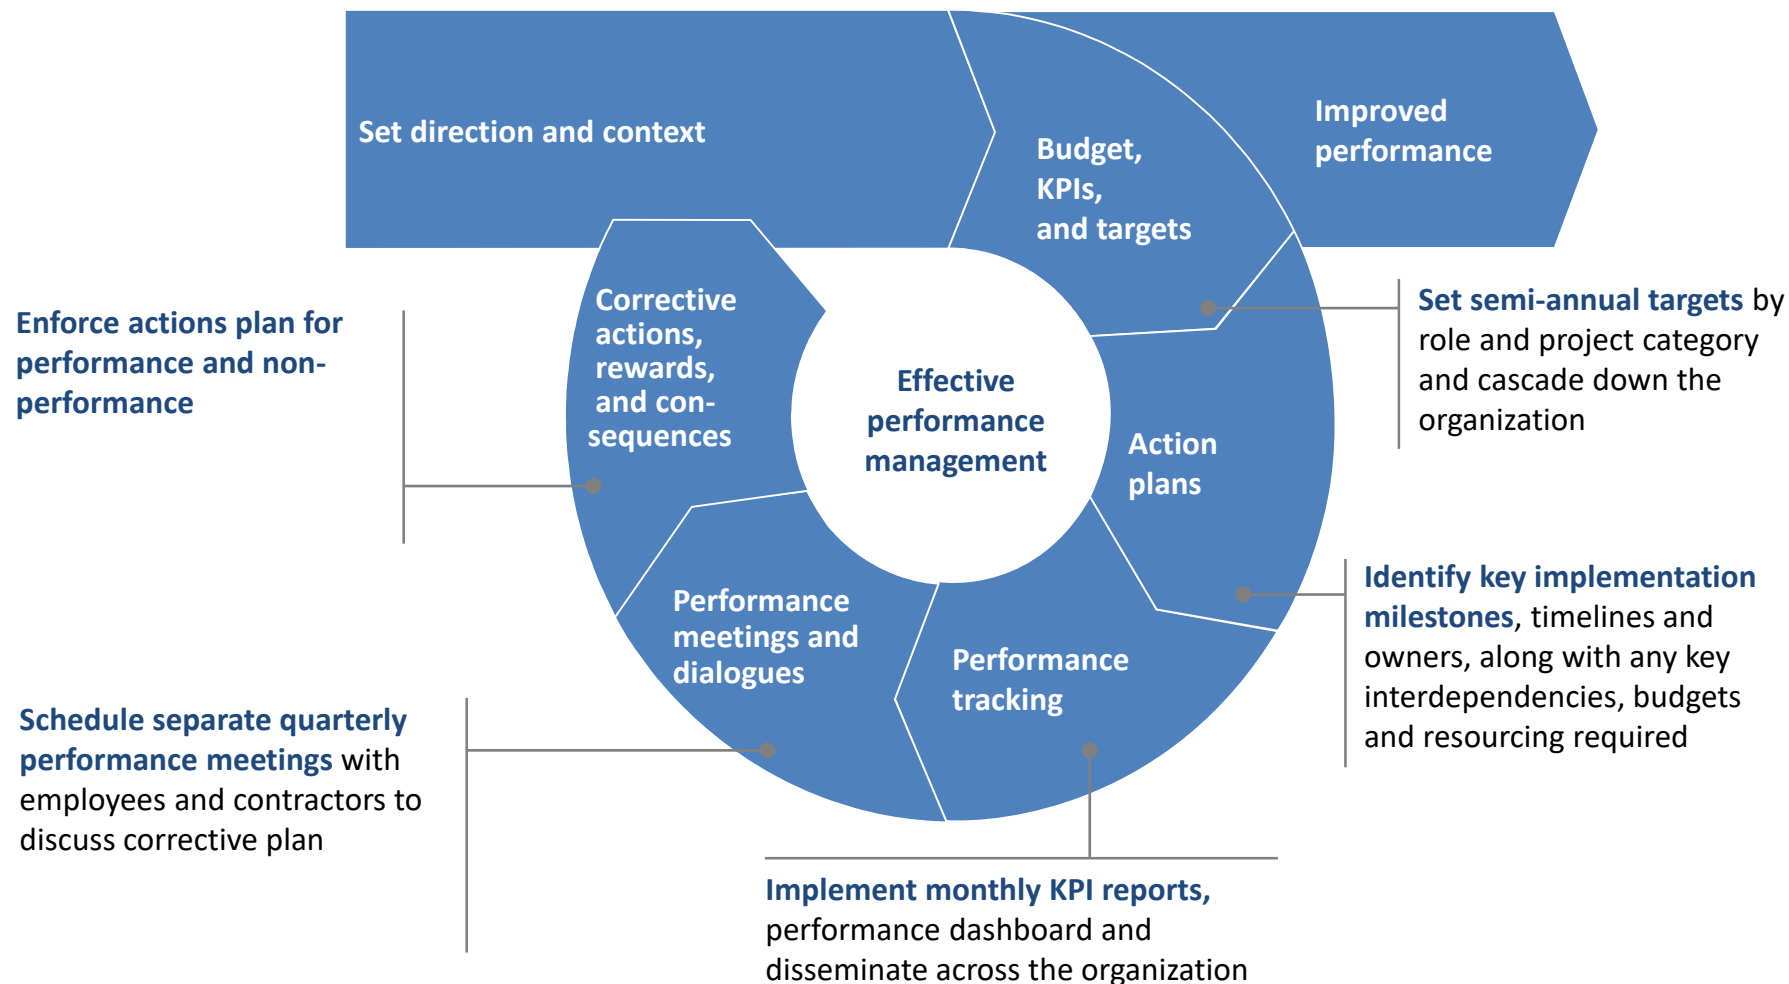 Set direction and context
Budget,
KPIs,
and targets
Improved
performance
Corrective
actions,
rewards,
and con-
sequences
Effective
performance
management
Action
plans
Performance
meetings and
dialogues
Performance
tracking
Enforce actions plan for
performance and non-
performance
Set semi-annual targets by
role and project category
and cascade down the
organization
Identify key implementation
milestones, timelines and
owners, along with any key
interdependencies, budgets
and resourcing required
Schedule separate quarterly
performance meetings with
employees and contractors to
discuss corrective plan
Implement monthly KPI reports,
performance dashboard and
disseminate across the organization